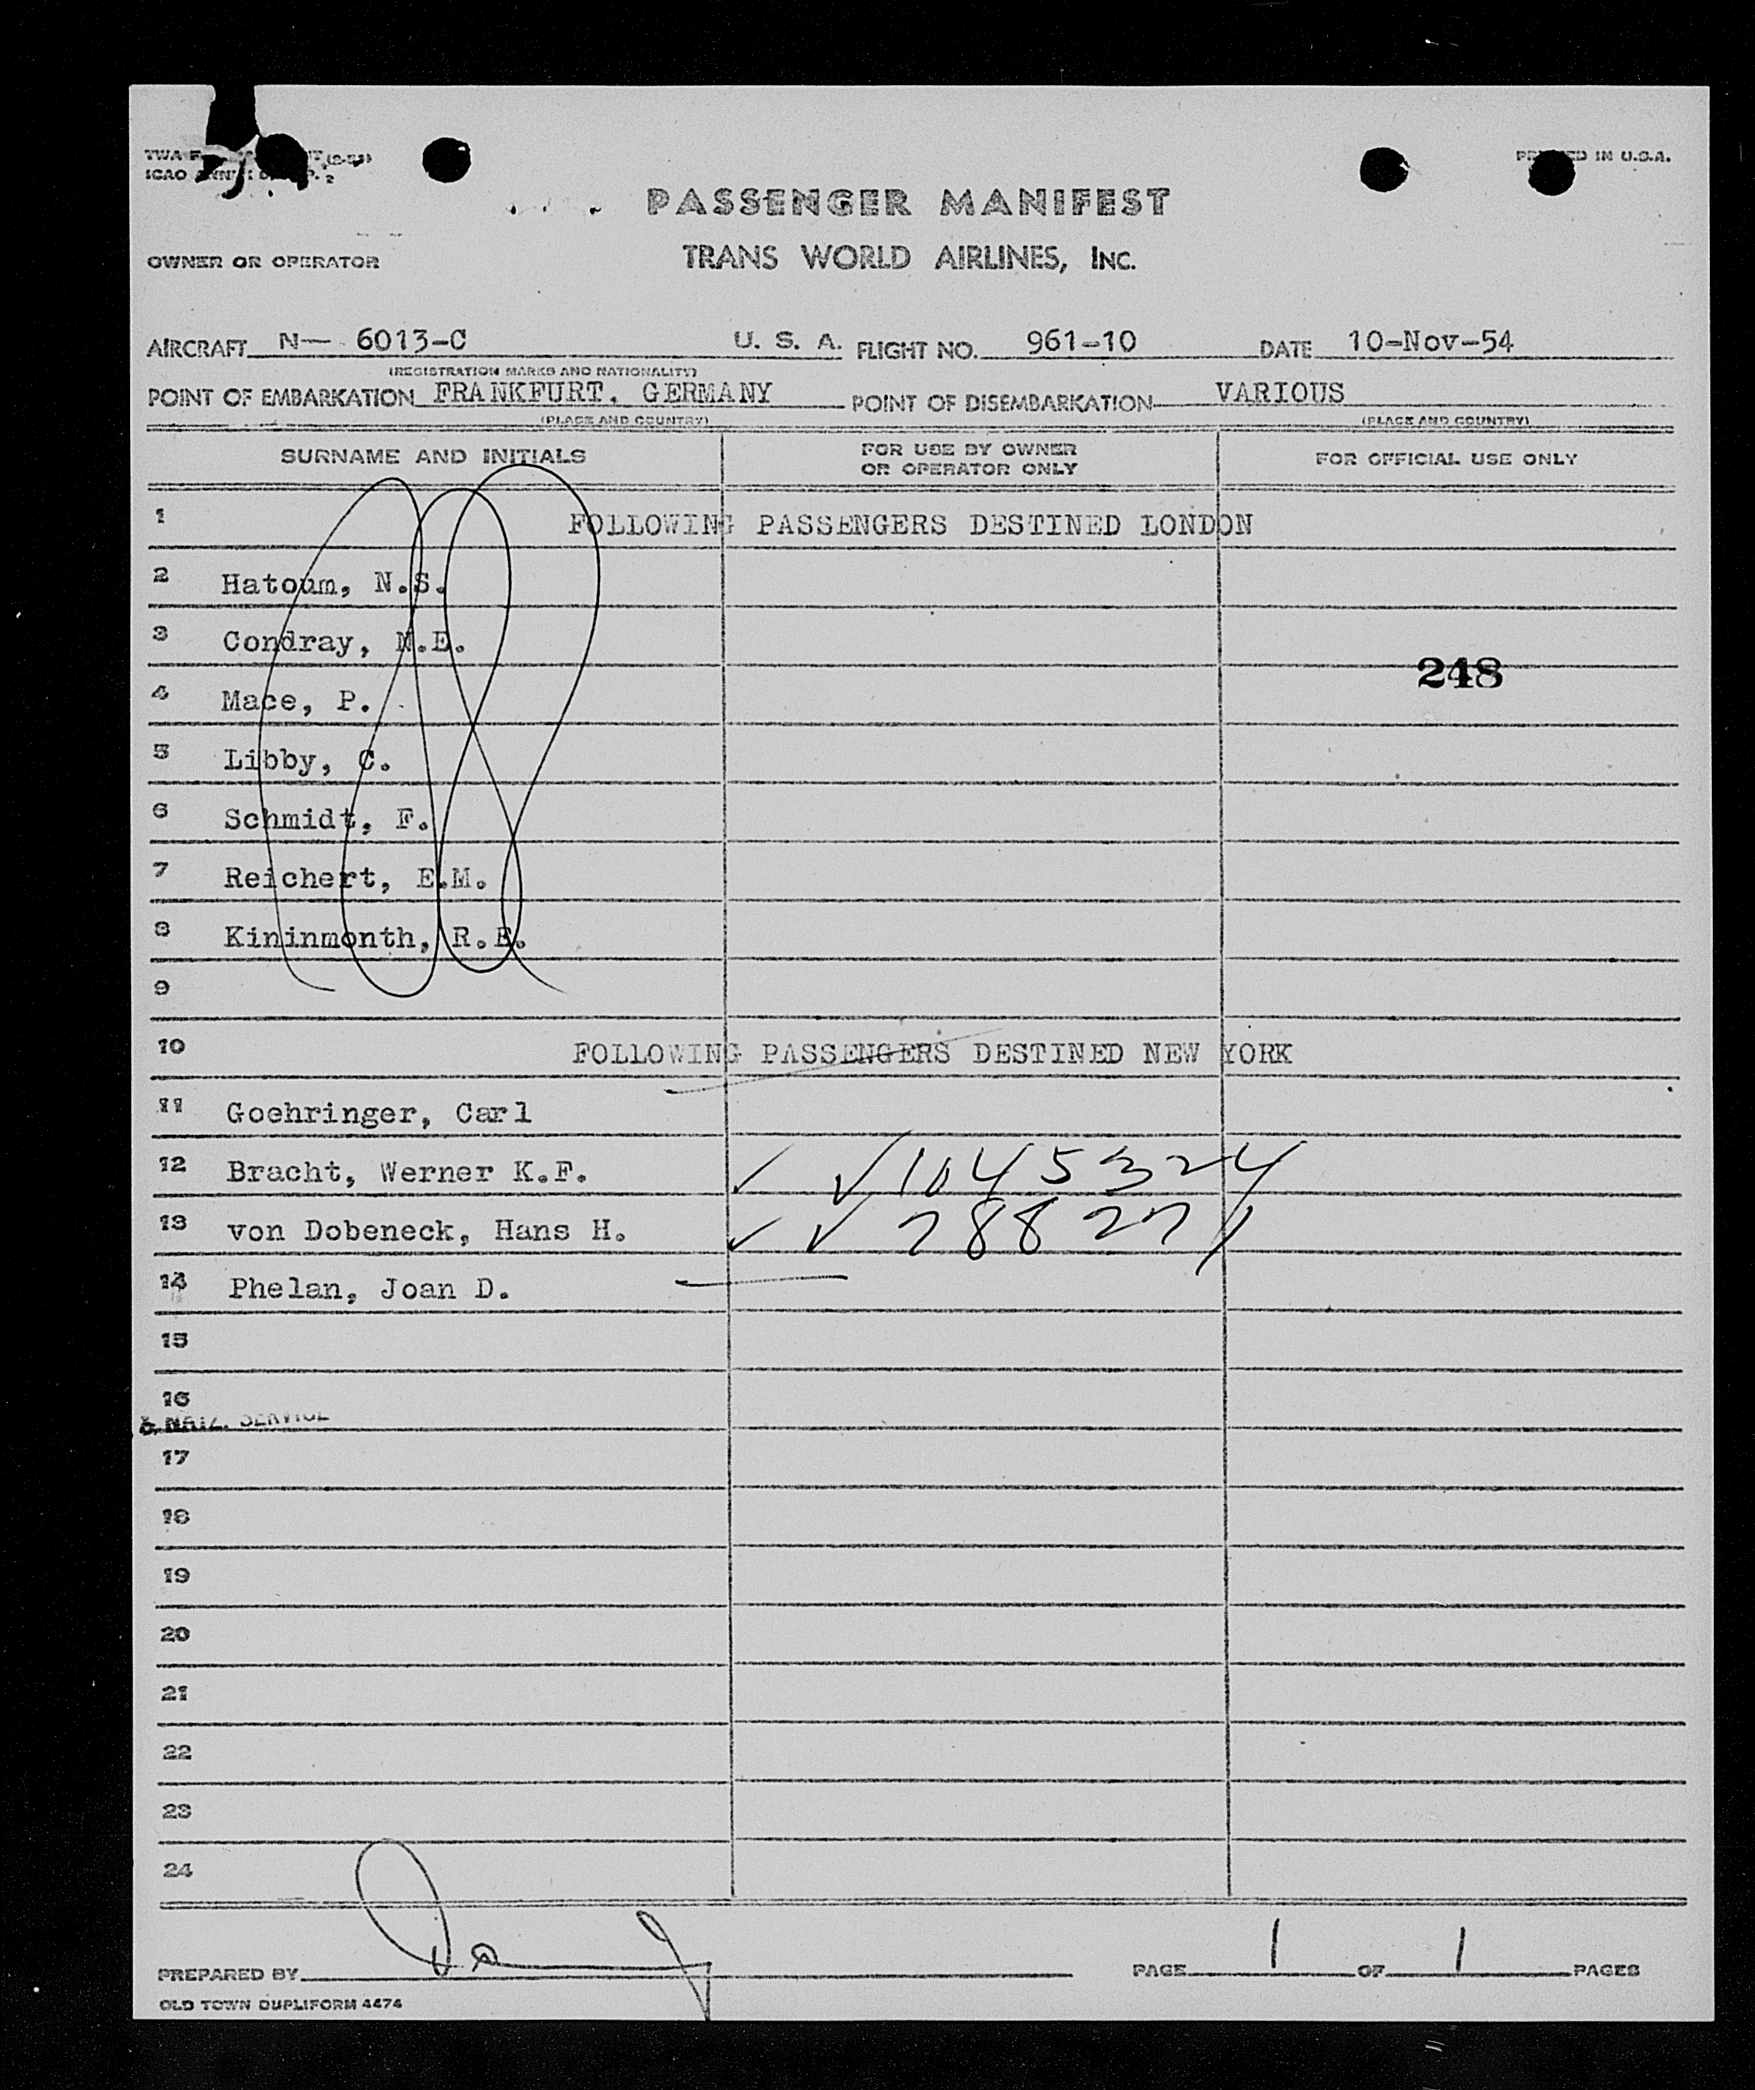 PRINTED IN U.S.A.
ICAO ANNEX
PASSENGER MANIFEST
OWNER OR OPERATOR TRANS WORLD AIRLINES, INC.
AIRCRAFT N— 6013-C U. S. A. FLIGHT NO. 961-10 DATE 10-Nov-54
(REGISTRATION MARKS AND NATIONALITY)
POINT OF EMBARKATION FRANKFURT, GERMANY POINT OF DISEMBARKATION VARIOUS
(PLACE AND COUNTRY) (PLACE AND COUNTRY)
SURNAME AND INITIALS FOR USE BY OWNER OR OPERATOR ONLY FOR OFFICIAL USE ONLY
1 FOLLOWING PASSENGERS DESTINED LONDON
2 Hatoum, N.S.
3 Condray, N.E.
248
4 Mace, P.
5 Libby, C.
6 Schmidt, F.
7 Reichert, E.M.
8 Kininmonth, R.E.
9
10 FOLLOWING PASSENGERS DESTINED NEW YORK
11 Goehringer, Carl
12 Bracht, Werner K.F. ✓ ✓ 1045324
13 von Dobeneck, Hans H. ✓ ✓ 788271
14 Phelan, Joan D.
15
16
& NATZ. SERVICE
17
18
19
20
21
22
23
24
PREPARED BY PAGE 1 OF 1 PAGES
OLD TOWN DUPLIFORM 4474